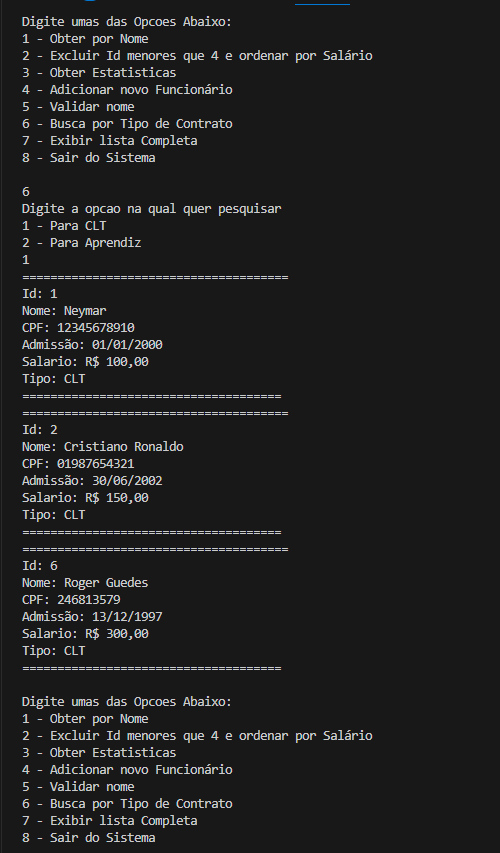 Digite umas das Opcoes Abaixo:
1 - Obter por Nome
2 - Excluir Id menores que 4 e ordenar por Salário
3 - Obter Estatisticas
4 - Adicionar novo Funcionário
5 - Validar nome
6 - Busca por Tipo de Contrato
7 - Exibir lista Completa
8 - Sair do Sistema
6
Digite a opcao na qual quer pesquisar
1 - Para CLT
2 - Para Aprendiz
1
======================================
Id: 1
Nome: Neymar
CPF: 12345678910
Admissão: 01/01/2000
Salario: R$ 100,00
Tipo: CLT
=====================================
======================================
Id: 2
Nome: Cristiano Ronaldo
CPF: 01987654321
Admissão: 30/06/2002
Salario: R$ 150,00
Tipo: CLT
=====================================
======================================
Id: 6
Nome: Roger Guedes
CPF: 246813579
Admissão: 13/12/1997
Salario: R$ 300,00
Tipo: CLT
=====================================
Digite umas das Opcoes Abaixo:
1 - Obter por Nome
2 - Excluir Id menores que 4 e ordenar por Salário
3 - Obter Estatisticas
4 - Adicionar novo Funcionário
5 - Validar nome
6 - Busca por Tipo de Contrato
7 - Exibir lista Completa
8 - Sair do Sistema